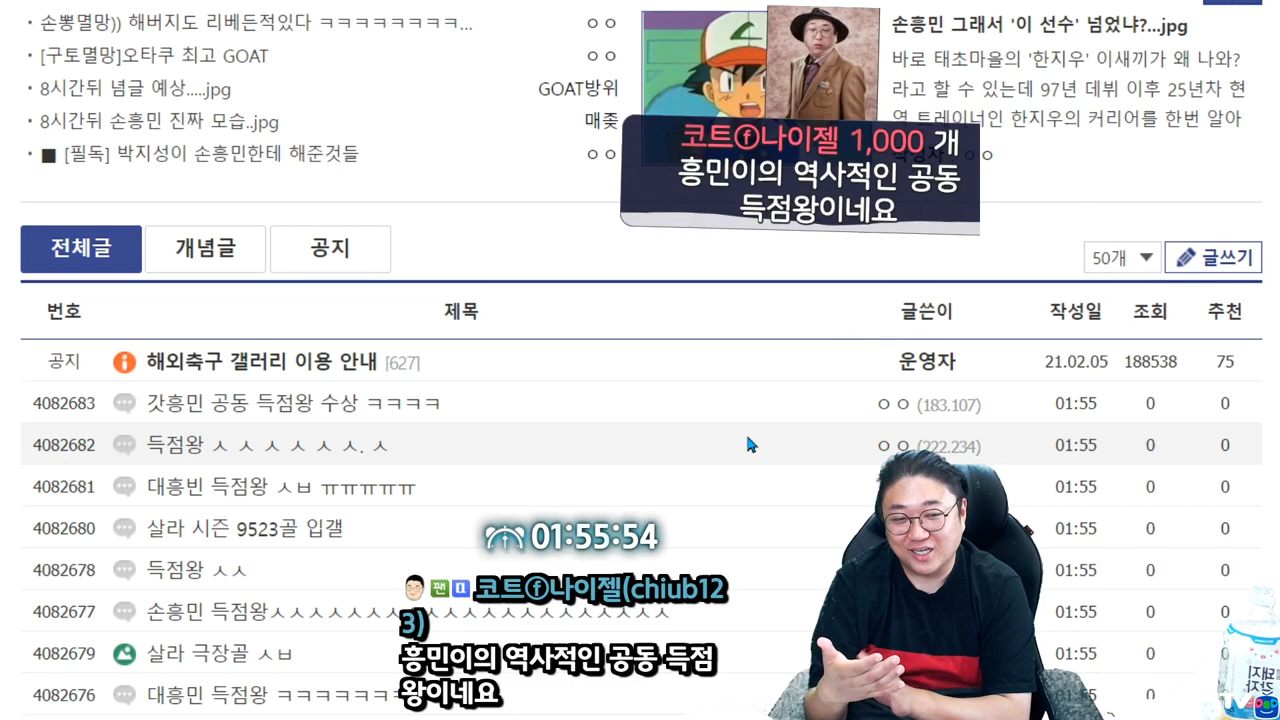 · 손뽕멸망)) 해버지도 리베든적있다 ㅋㅋㅋㅋㅋㅋㅋㅋ... ㅇㅇ
· [구토멸망]오타쿠 최고 GOAT ㅇㅇ
· 8시간뒤 념글 예상.....jpg GOAT방위
· 8시간뒤 손흥민 진짜 모습..jpg 매좆
· ■ [필독] 박지성이 손흥민한테 해준것들 ㅇㅇ
손흥민 그래서 '이 선수' 넘었냐?...jpg
바로 태초마을의 '한지우' 이새끼가 왜 나와?
라고 할 수 있는데 97년 데뷔 이후 25년차 현
역 트레이너인 한지우의 커리어를 한번 알아
ㅇㅇ
코트ⓕ나이젤 1,000 개
흥민이의 역사적인 공동
득점왕이네요
전체글 개념글 공지 50개 ▼ 글쓰기
번호 제목 글쓴이 작성일 조회 추천
공지 해외축구 갤러리 이용 안내 [627] 운영자 21.02.05 188538 75
4082683 갓흥민 공동 득점왕 수상 ㅋㅋㅋㅋ ㅇㅇ (183.107) 01:55 0 0
4082682 득점왕 ㅅ ㅅ ㅅ ㅅ ㅅ ㅅ. ㅅ ㅇㅇ (222.234) 01:55 0 0
4082681 대흥빈 득점왕 ㅅㅂ ㅠㅠㅠㅠㅠ 01:55 0 0
4082680 살라 시즌 9523골 입갤 01:55 0 0
01:55:54
4082678 득점왕 ㅅㅅ 01:55 0 0
코트ⓕ나이젤(chiub12
3)
4082677 손흥민 득점왕ㅅㅅㅅㅅㅅㅅㅅㅅㅅㅅㅅㅅㅅㅅㅅㅅㅅㅅ 01:55 0
4082679 살라 극장골 ㅅㅂ 01:55 0
흥민이의 역사적인 공동 득점
왕이네요
4082676 대흥민 득점왕 ㅋㅋㅋㅋㅋㅋ 01:55 0
팬